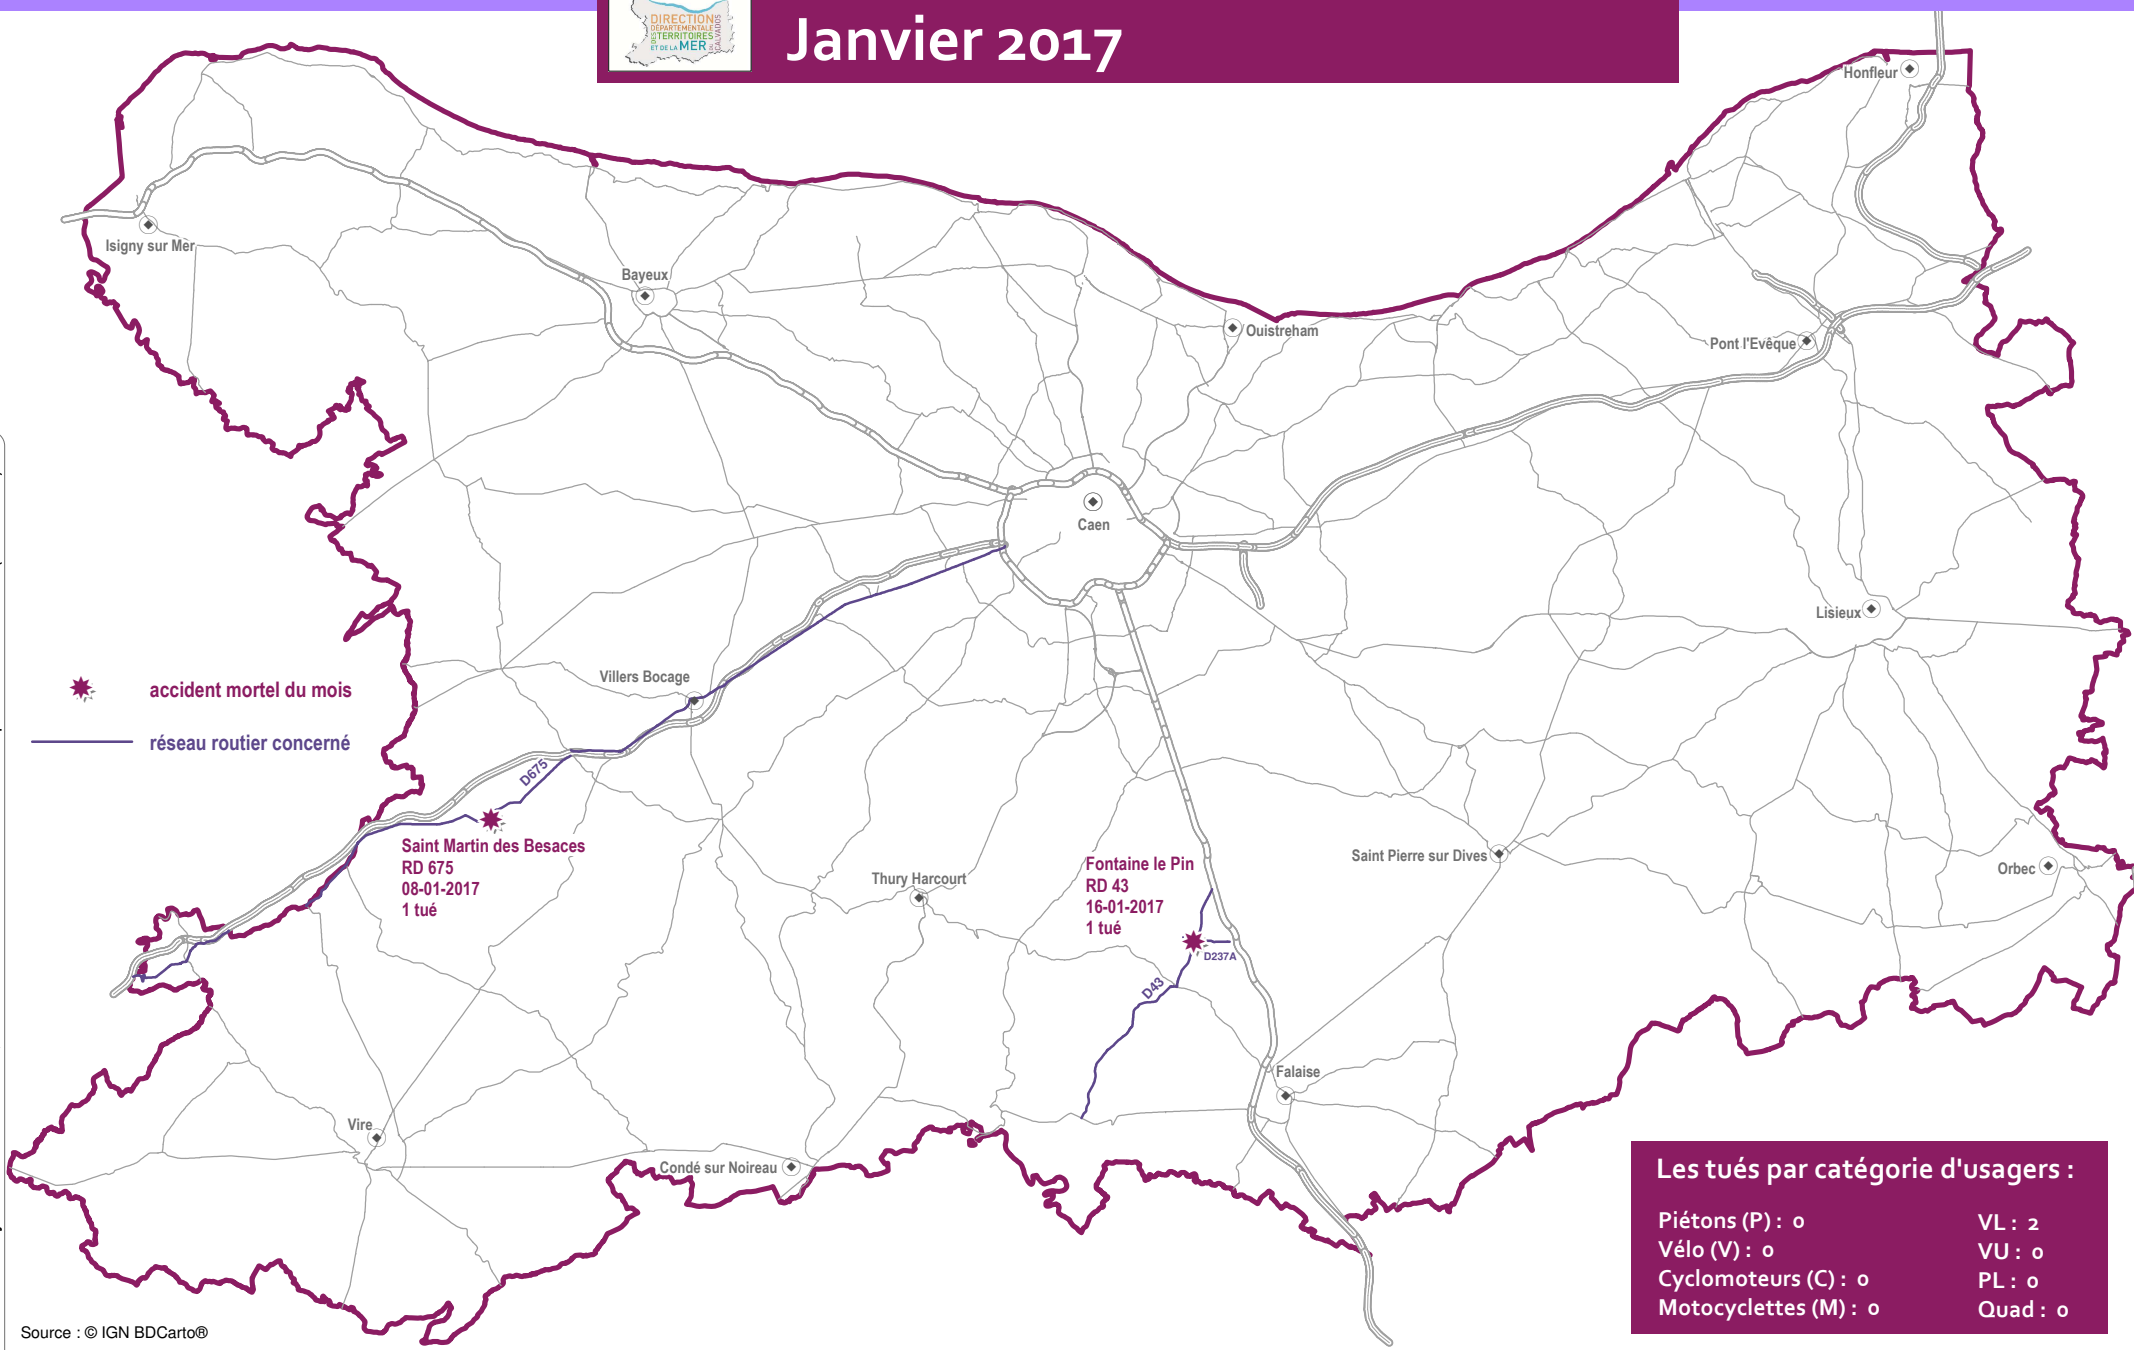 DIRECTION
DÉPARTEMENTALE
DES TERRITOIRES
ET DE LA MER
DU CALVADOS
Janvier 2017
Honfleur
Isigny sur Mer
Bayeux
Ouistreham
Pont l'Evêque
Caen
Lisieux
Villers Bocage
accident mortel du mois
réseau routier concerné
D675
Saint Martin des Besaces
RD 675
08-01-2017
1 tué
Thury Harcourt
Fontaine le Pin
RD 43
16-01-2017
1 tué
D237A
D43
Saint Pierre sur Dives
Orbec
Falaise
Vire
Condé sur Noireau
Les tués par catégorie d'usagers :
Piétons (P) : 0
Vélo (V) : 0
Cyclomoteurs (C) : 0
Motocyclettes (M) : 0
VL : 2
VU : 0
PL : 0
Quad : 0
Source : © IGN BDCarto®